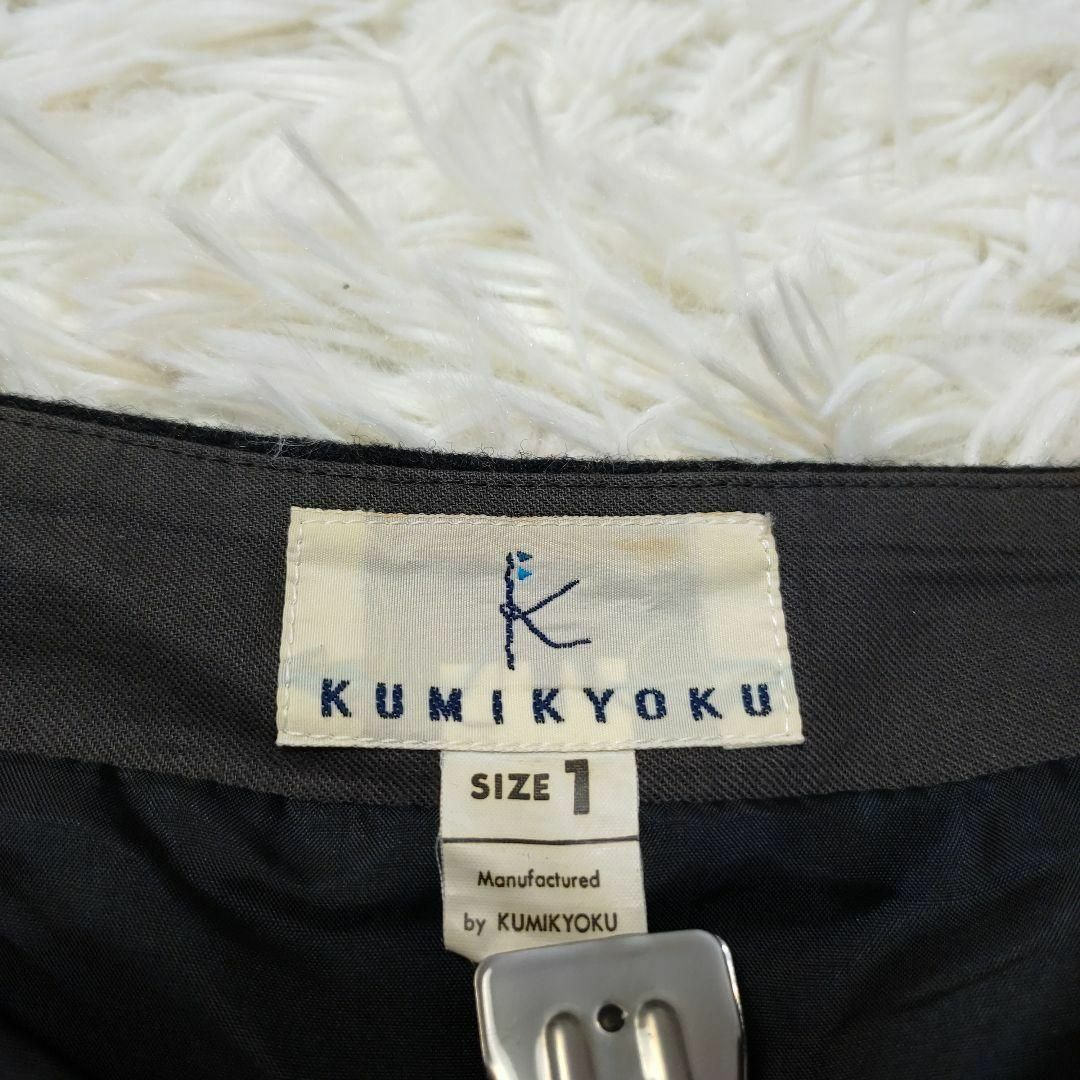 K
KUMIKYOKU
SIZE 1
Manufactured
by KUMIKYOKU